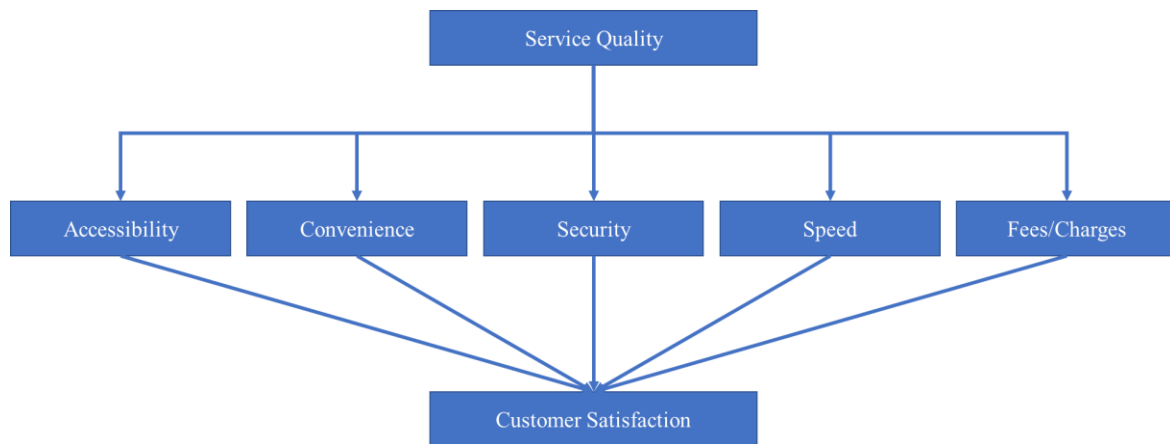 Service Quality
Accessibility
Convenience
Security
Speed
Fees/Charges
Customer Satisfaction